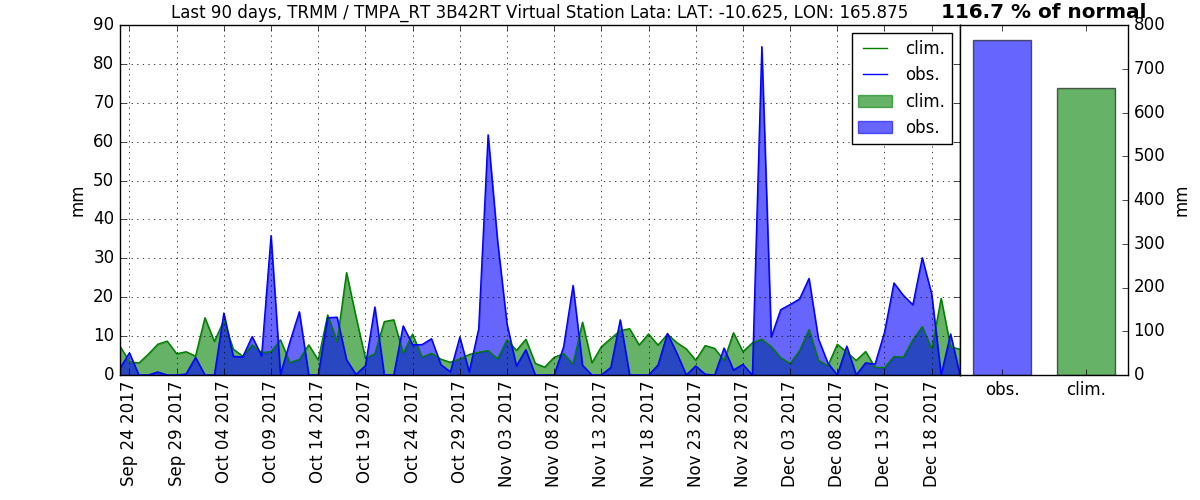 Last 90 days, TRMM / TMPA_RT 3B42RT Virtual Station Lata: LAT: -10.625, LON: 165.875
116.7 % of normal
90
80
70
60
50
40
30
20
10
0
mm
clim.
obs.
clim.
obs.
Sep 24 2017
Sep 29 2017
Oct 04 2017
Oct 09 2017
Oct 14 2017
Oct 19 2017
Oct 24 2017
Oct 29 2017
Nov 03 2017
Nov 08 2017
Nov 13 2017
Nov 18 2017
Nov 23 2017
Nov 28 2017
Dec 03 2017
Dec 08 2017
Dec 13 2017
Dec 18 2017
800
700
600
500
400
300
200
100
0
mm
obs.
clim.